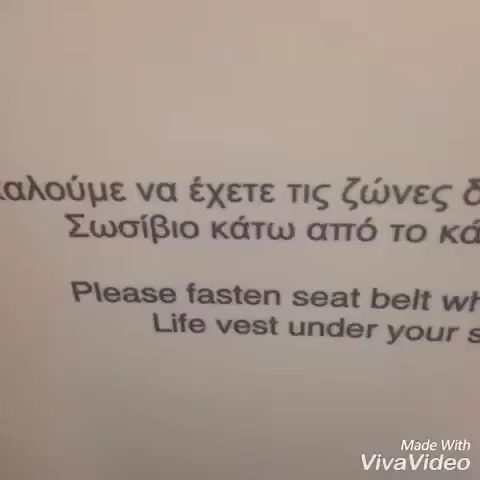 καλούμε να έχετε τις ζώνες
Σωσίβιο κάτω από το
Please fasten seat belt
Life vest under your
Made With
VivaVideo